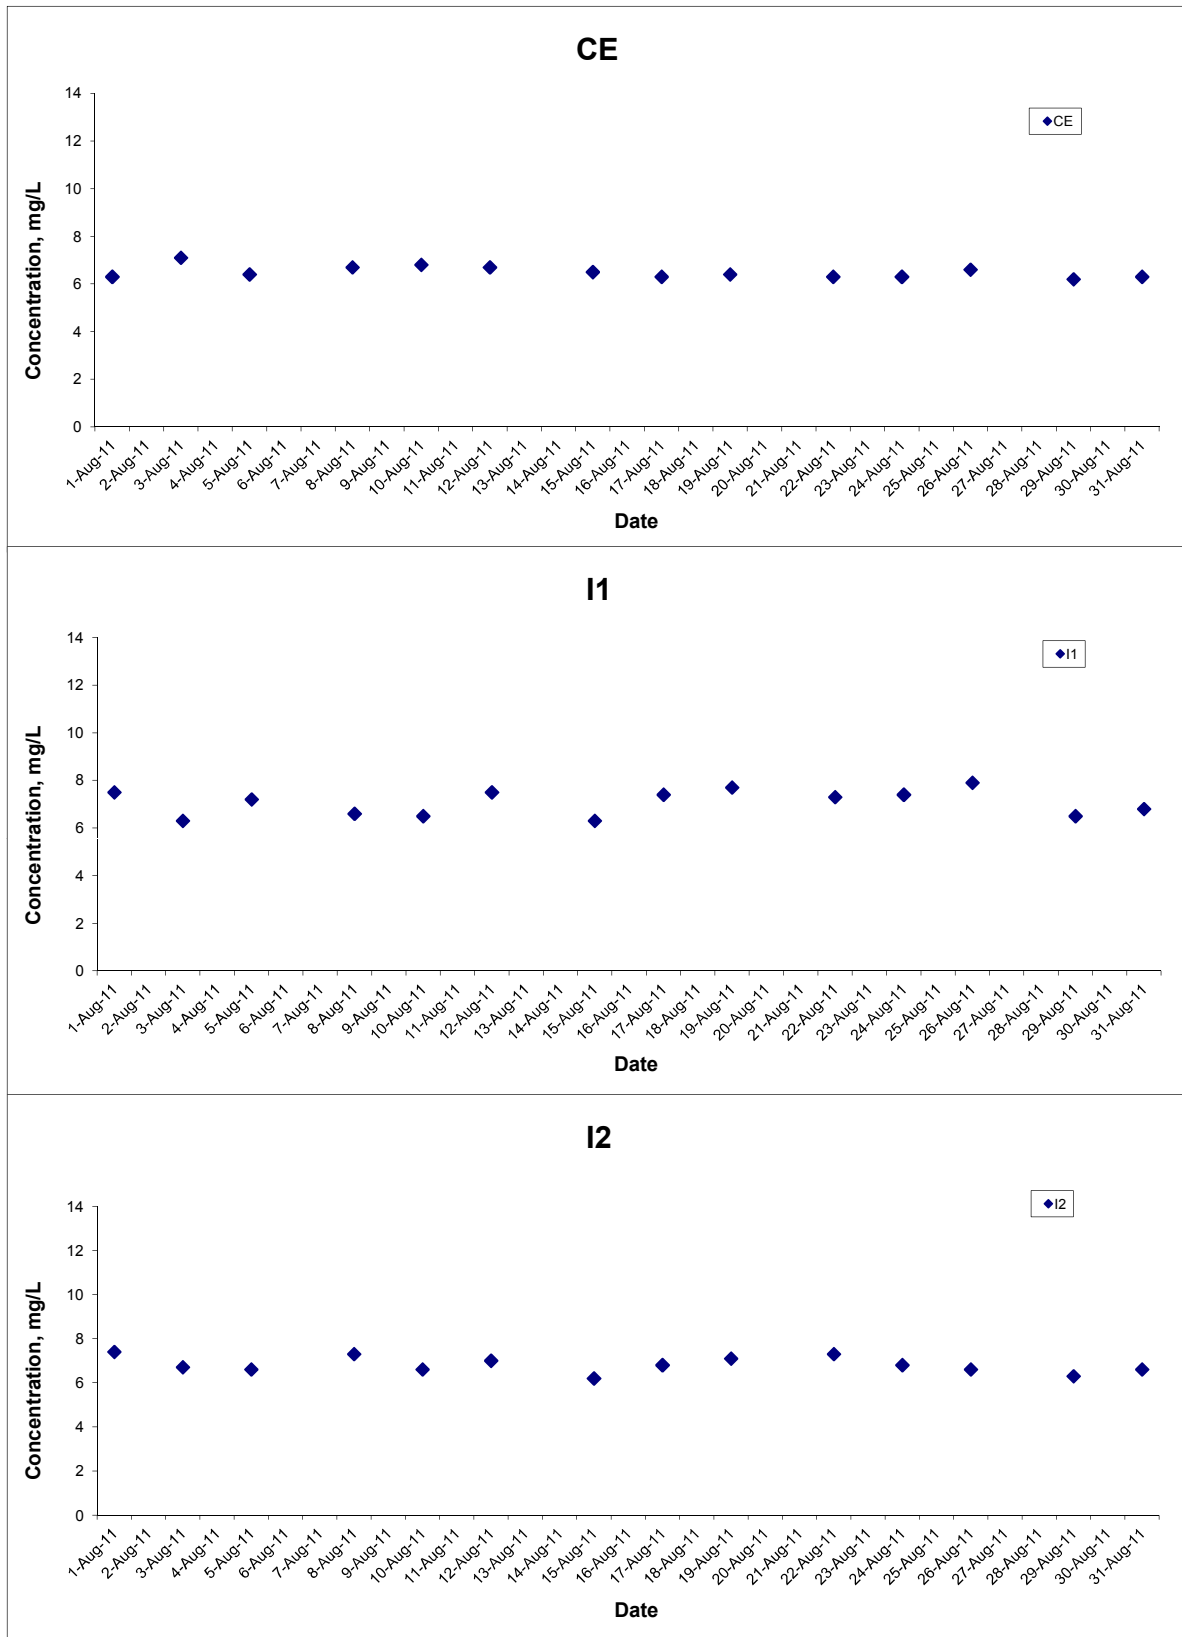 CE
14
12
10
8
6
4
2
0
Concentration, mg/L
CE
1-Aug-11
2-Aug-11
3-Aug-11
4-Aug-11
5-Aug-11
6-Aug-11
7-Aug-11
8-Aug-11
9-Aug-11
10-Aug-11
11-Aug-11
12-Aug-11
13-Aug-11
14-Aug-11
15-Aug-11
16-Aug-11
17-Aug-11
18-Aug-11
19-Aug-11
20-Aug-11
21-Aug-11
22-Aug-11
23-Aug-11
24-Aug-11
25-Aug-11
26-Aug-11
27-Aug-11
28-Aug-11
29-Aug-11
30-Aug-11
31-Aug-11
Date
I1
14
12
10
8
6
4
2
0
Concentration, mg/L
I1
1-Aug-11
2-Aug-11
3-Aug-11
4-Aug-11
5-Aug-11
6-Aug-11
7-Aug-11
8-Aug-11
9-Aug-11
10-Aug-11
11-Aug-11
12-Aug-11
13-Aug-11
14-Aug-11
15-Aug-11
16-Aug-11
17-Aug-11
18-Aug-11
19-Aug-11
20-Aug-11
21-Aug-11
22-Aug-11
23-Aug-11
24-Aug-11
25-Aug-11
26-Aug-11
27-Aug-11
28-Aug-11
29-Aug-11
30-Aug-11
31-Aug-11
Date
I2
14
12
10
8
6
4
2
0
Concentration, mg/L
I2
1-Aug-11
2-Aug-11
3-Aug-11
4-Aug-11
5-Aug-11
6-Aug-11
7-Aug-11
8-Aug-11
9-Aug-11
10-Aug-11
11-Aug-11
12-Aug-11
13-Aug-11
14-Aug-11
15-Aug-11
16-Aug-11
17-Aug-11
18-Aug-11
19-Aug-11
20-Aug-11
21-Aug-11
22-Aug-11
23-Aug-11
24-Aug-11
25-Aug-11
26-Aug-11
27-Aug-11
28-Aug-11
29-Aug-11
30-Aug-11
31-Aug-11
Date